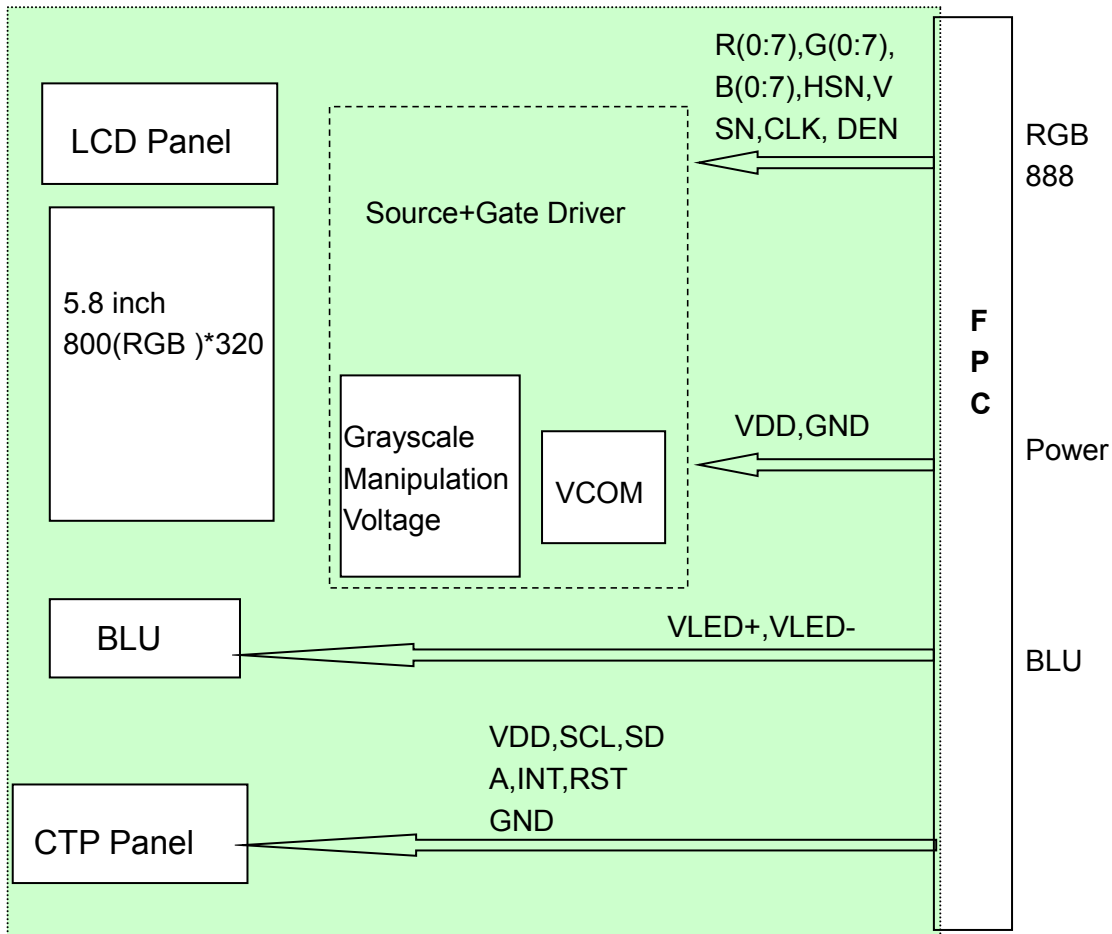 R(0:7),G(0:7),
B(0:7),HSN,V
SN,CLK, DEN
RGB
888
LCD Panel
Source+Gate Driver
5.8 inch
800(RGB )*320
F
P
C
Grayscale
Manipulation
Voltage
VCOM
VDD,GND
Power
BLU
VLED+,VLED-
BLU
VDD,SCL,SD
A,INT,RST
GND
CTP Panel